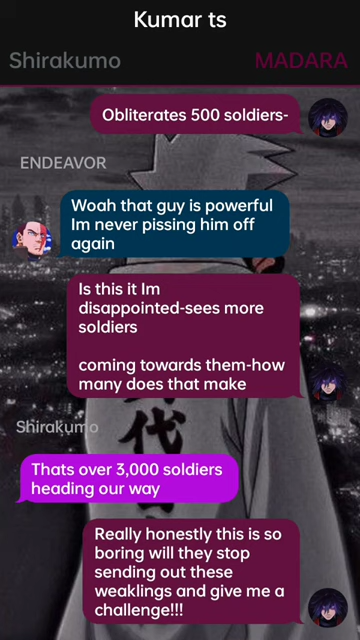 Kumar ts
Shirakumo
MADARA
Obliterates 500 soldiers-
ENDEAVOR
Woah that guy is powerful
Im never pissing him off
again
Is this it Im
disappointed-sees more
soldiers
coming towards them-how
many does that make
Shirakumo
Thats over 3,000 soldiers
heading our way
Really honestly this is so
boring will they stop
sending out these
weaklings and give me a
challenge!!!
代